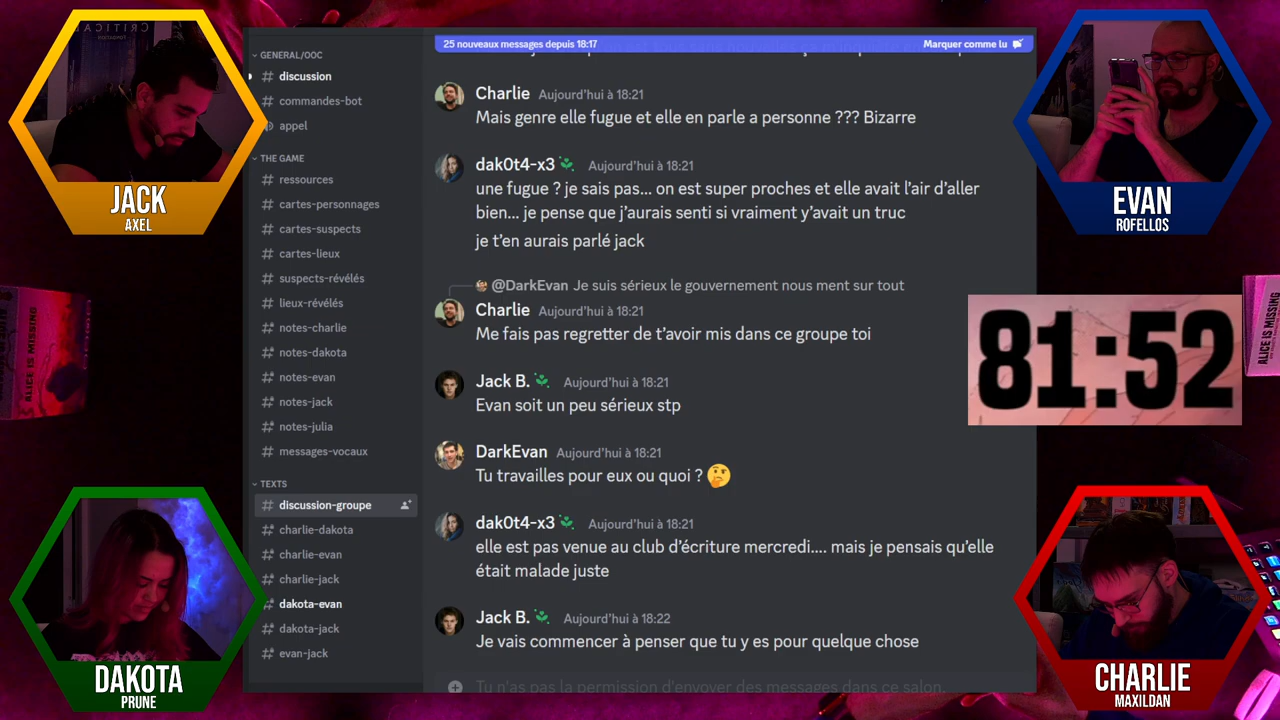 JACK
AXEL
EVAN
ROFELLOS
DAKOTA
PRUNE
CHARLIE
MAXILDAN
81:52
ALICE IS MISSING
ALICE IS MISSING
CRITICAL
GENERAL/OOC
# discussion
# commandes-bot
appel
THE GAME
# ressources
# cartes-personnages
# cartes-suspects
# cartes-lieux
# suspects-révélés
# lieux-révélés
# notes-charlie
# notes-dakota
# notes-evan
# notes-jack
# notes-julia
# messages-vocaux
TEXTS
# discussion-groupe
# charlie-dakota
# charlie-evan
# charlie-jack
# dakota-evan
# dakota-jack
# evan-jack
25 nouveaux messages depuis 18:17 Marquer comme lu
Charlie Aujourd'hui à 18:21
Mais genre elle fugue et elle en parle a personne ??? Bizarre
dak0t4-x3 Aujourd'hui à 18:21
une fugue ? je sais pas... on est super proches et elle avait l'air d'aller
bien... je pense que j'aurais senti si vraiment y'avait un truc
je t'en aurais parlé jack
@DarkEvan Je suis sérieux le gouvernement nous ment sur tout
Charlie Aujourd'hui à 18:21
Me fais pas regretter de t'avoir mis dans ce groupe toi
Jack B. Aujourd'hui à 18:21
Evan soit un peu sérieux stp
DarkEvan Aujourd'hui à 18:21
Tu travailles pour eux ou quoi ? 🤔
dak0t4-x3 Aujourd'hui à 18:21
elle est pas venue au club d'écriture mercredi.... mais je pensais qu'elle
était malade juste
Jack B. Aujourd'hui à 18:22
Je vais commencer à penser que tu y es pour quelque chose
Tu n'as pas la permission d'envoyer des messages dans ce salon.